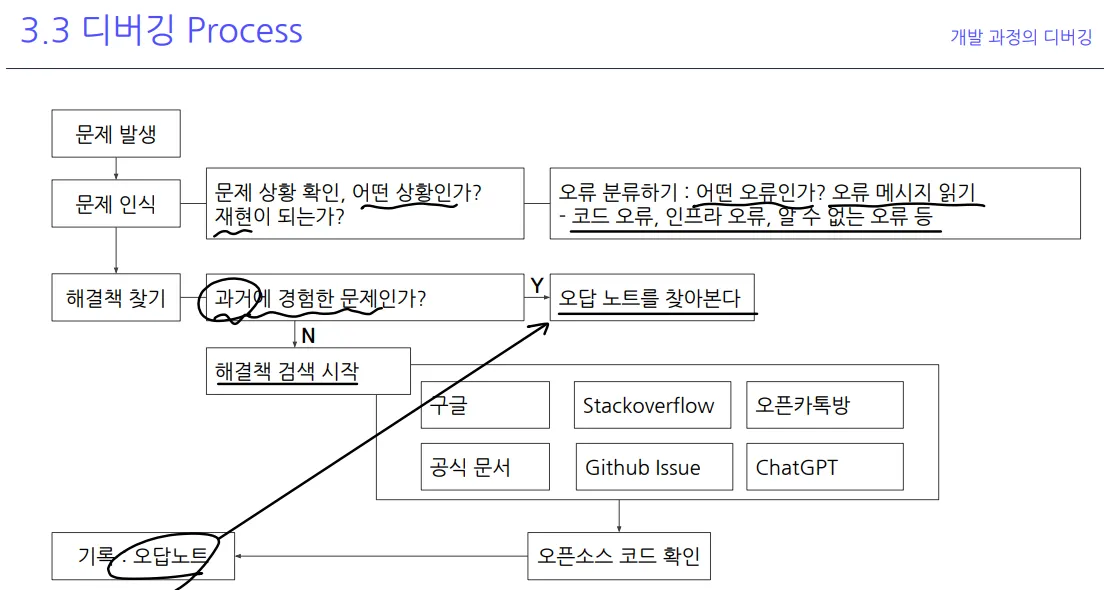 3.3 디버깅 Process
개발 과정의 디버깅
문제 발생
문제 인식
문제 상황 확인, 어떤 상황인가?
재현이 되는가?
오류 분류하기 : 어떤 오류인가? 오류 메시지 읽기
- 코드 오류, 인프라 오류, 알 수 없는 오류 등
해결책 찾기
과거에 경험한 문제인가?
Y
오답 노트를 찾아본다
N
해결책 검색 시작
구글
Stackoverflow
오픈카톡방
공식 문서
Github Issue
ChatGPT
기록 : 오답노트
오픈소스 코드 확인